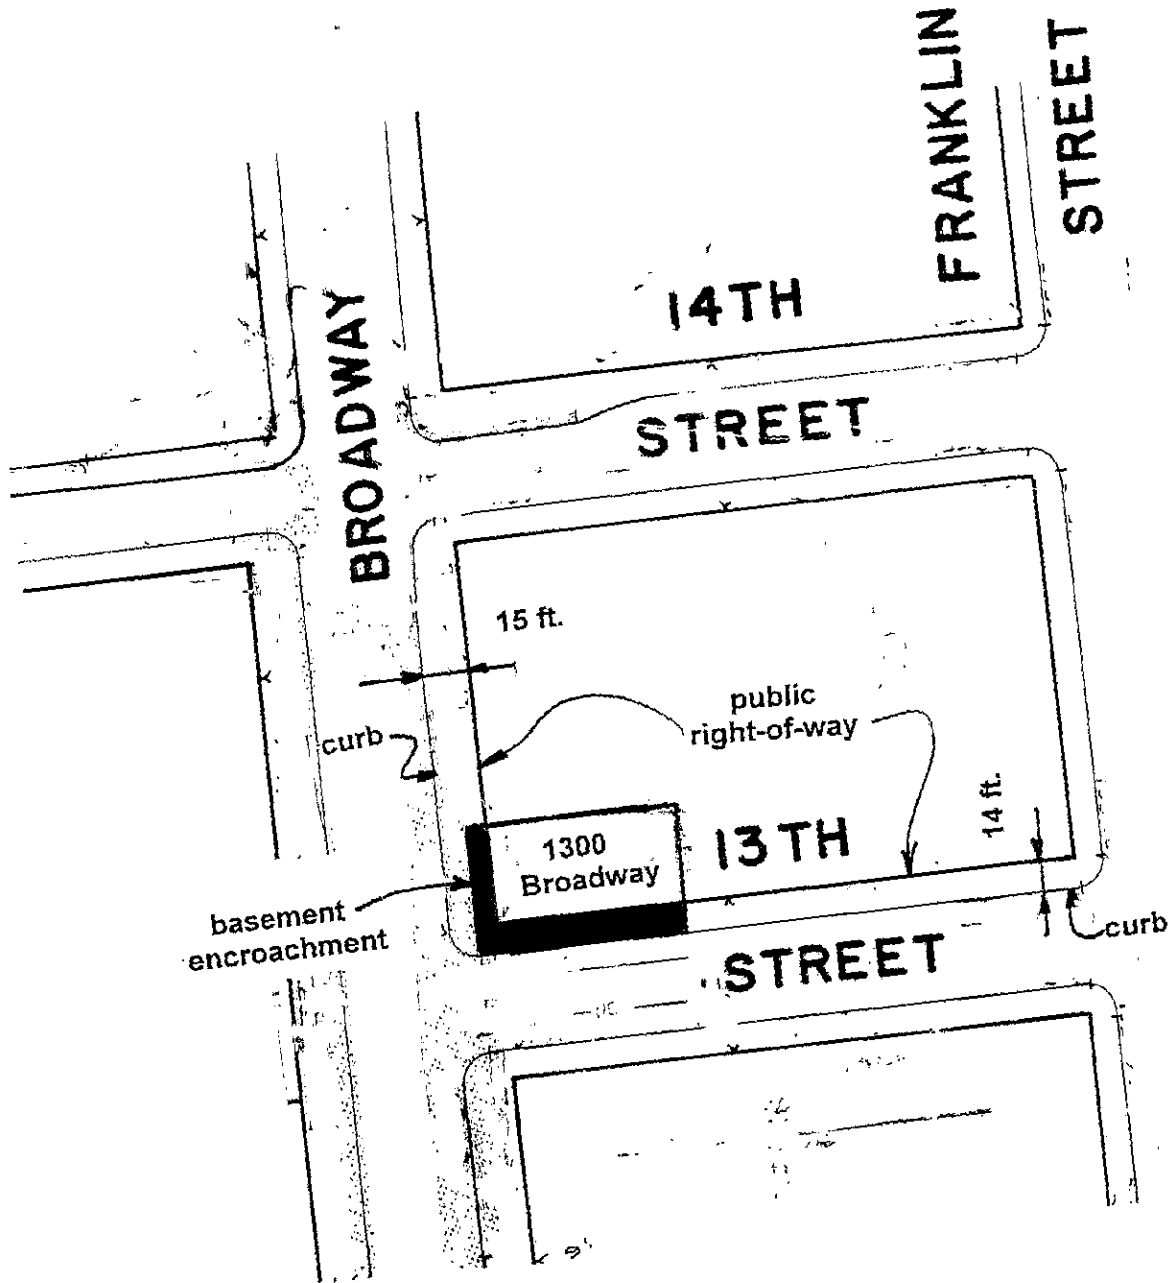 FRANKLIN
STREET
14TH
STREET
BROADWAY
15 ft.
public
right-of-way
curb
14 ft.
1300
Broadway
13TH
STREET
basement
encroachment
curb